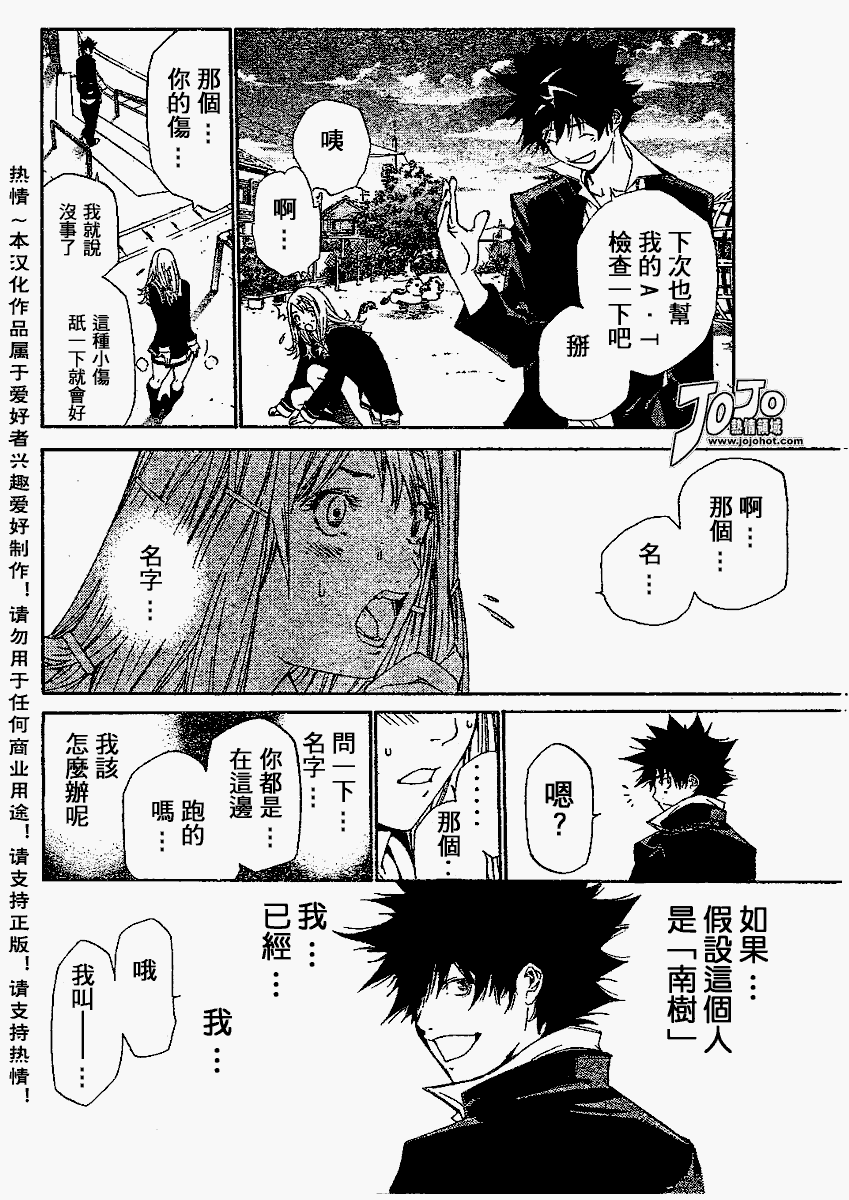 下次也幫
我的A・T
檢查一下吧
掰
咦
啊…
那個…
你的傷…
我就說
沒事了
這種小傷
舐一下就會好
JOJO
熱情領域
www.jojohot.com
啊…
那個…
名…
名字…
嗯？
……
那個…
問一下…
名字…
你都是…
在這邊
跑的
嗎…
我該
怎麼辦呢
如果…
假設這個人
是「南樹」
我…
已經…
我…
哦
我叫——…
热情～本汉化作品属于爱好者兴趣爱好制作！请勿用于任何商业用途！请支持正版！请支持热情！